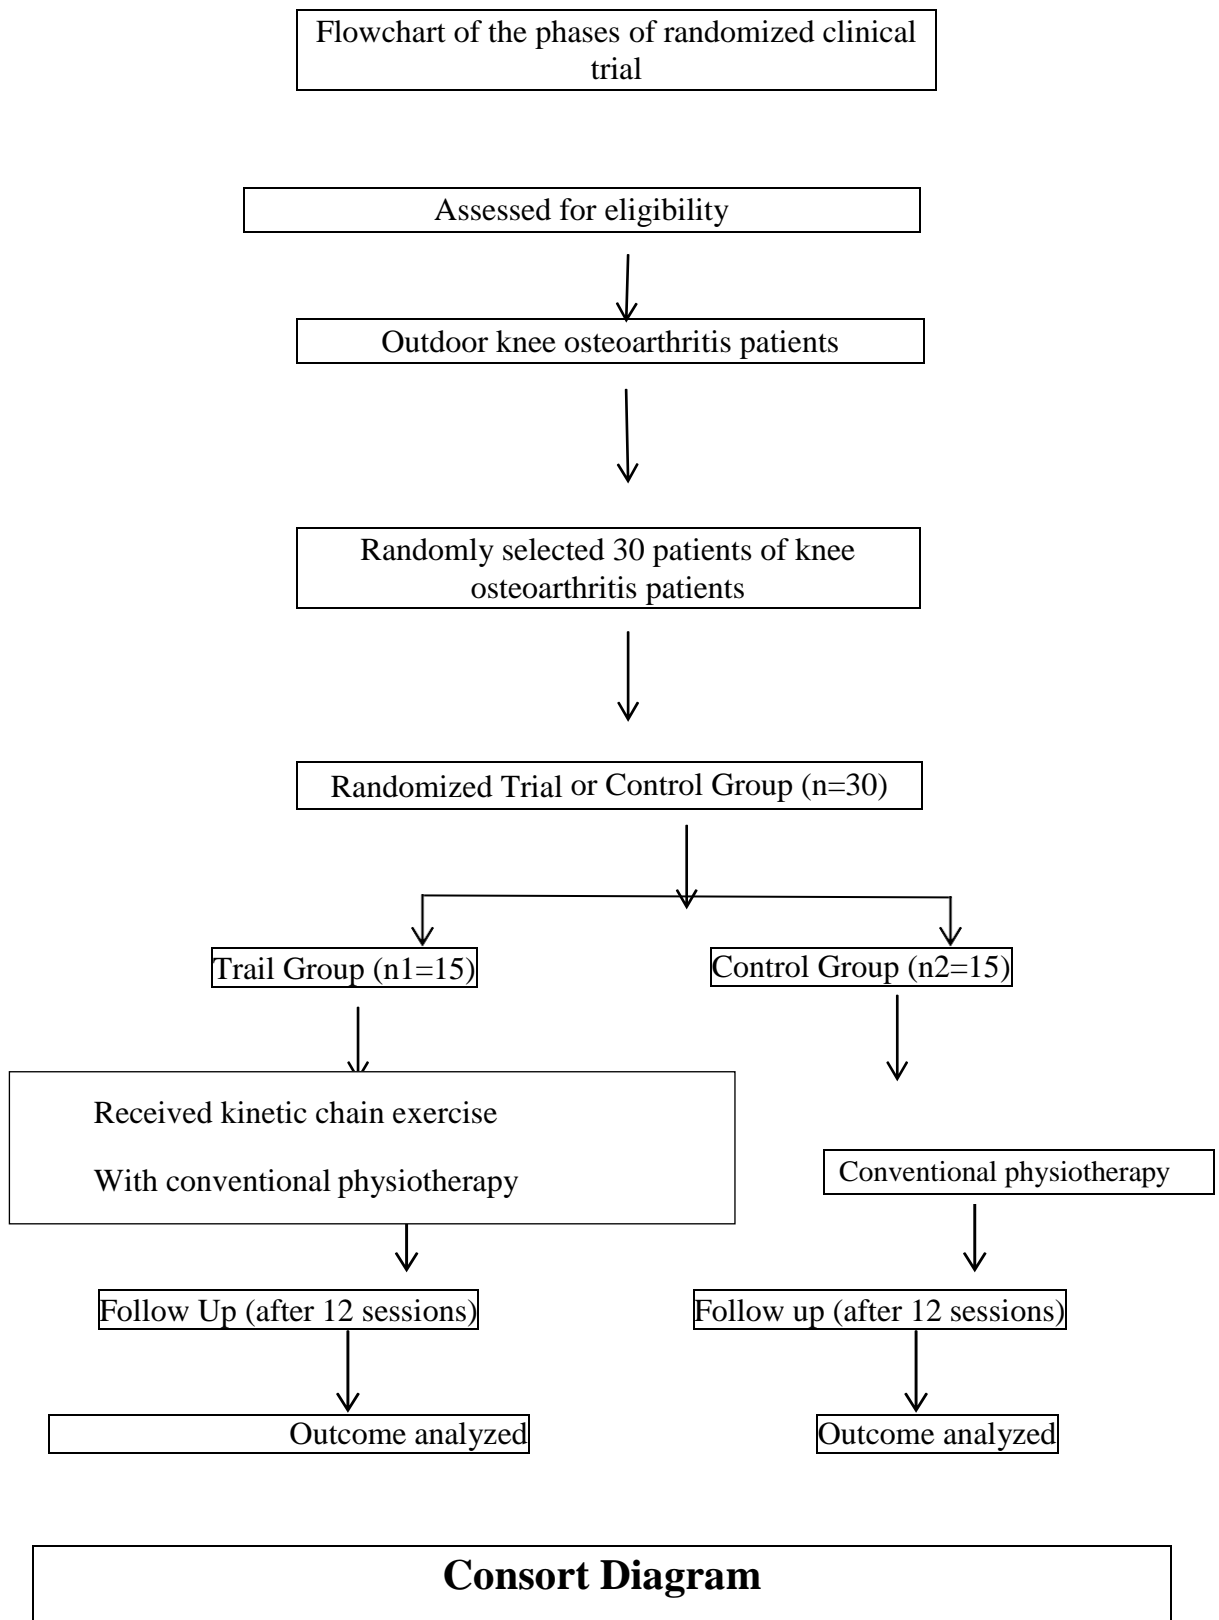 Flowchart of the phases of randomized clinical
trial
Assessed for eligibility
Outdoor knee osteoarthritis patients
Randomly selected 30 patients of knee
osteoarthritis patients
Randomized Trial or Control Group (n=30)
Trail Group (n1=15)
Control Group (n2=15)
Received kinetic chain exercise
With conventional physiotherapy
Conventional physiotherapy
Follow Up (after 12 sessions)
Follow up (after 12 sessions)
Outcome analyzed
Outcome analyzed
Consort Diagram